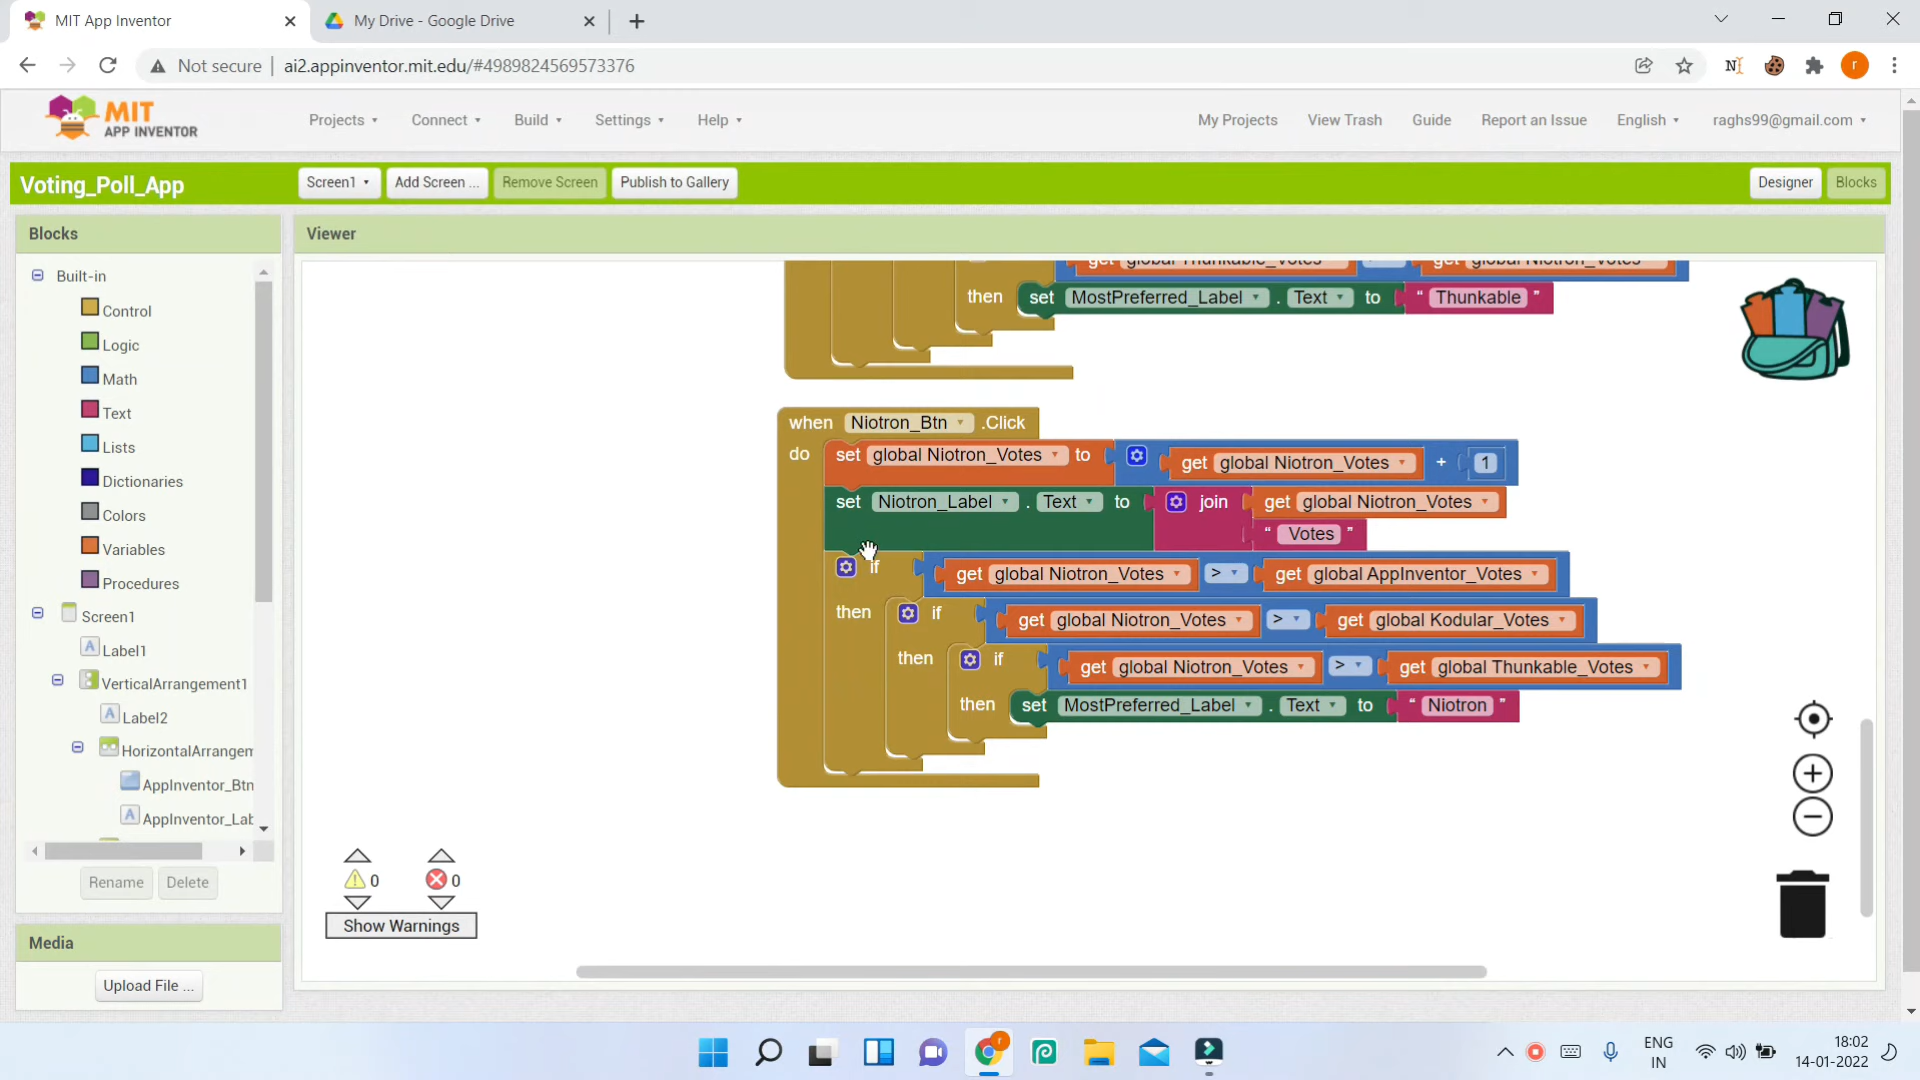 MIT App Inventor
My Drive - Google Drive
Not secure
ai2.appinventor.mit.edu/#4989824569573376
r
MIT
APP INVENTOR
Projects
Connect
Build
Settings
Help
My Projects
View Trash
Guide
Report an Issue
English
raghs99@gmail.com
Voting_Poll_App
Screen1
Add Screen ...
Remove Screen
Publish to Gallery
Designer
Blocks
Blocks
Viewer
Built-in
Control
Logic
Math
Text
Lists
Dictionaries
Colors
Variables
Procedures
Screen1
Label1
VerticalArrangement1
Label2
HorizontalArrangem
AppInventor_Btn
AppInventor_Lab
Rename
Delete
Media
Upload File ...
get global Thunkable_Votes get global Niotron_Votes
then set MostPreferred_Label . Text to “ Thunkable ”
when Niotron_Btn .Click
do set global Niotron_Votes to get global Niotron_Votes + 1
set Niotron_Label . Text to join get global Niotron_Votes
“ Votes ”
if get global Niotron_Votes > get global AppInventor_Votes
then if get global Niotron_Votes > get global Kodular_Votes
then if get global Niotron_Votes > get global Thunkable_Votes
then set MostPreferred_Label . Text to “ Niotron ”
0 0
Show Warnings
ENG
IN
18:02
14-01-2022